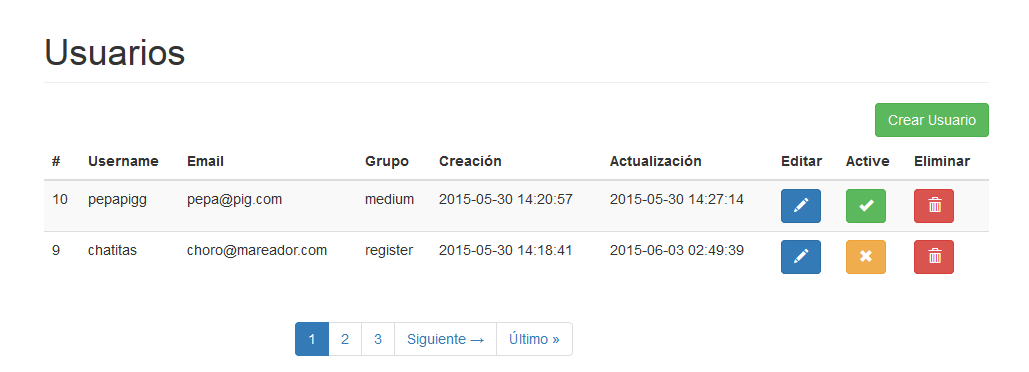 Usuarios
Crear Usuario
# Username Email Grupo Creación Actualización Editar Active Eliminar
10 pepapigg pepa@pig.com medium 2015-05-30 14:20:57 2015-05-30 14:27:14
9 chatitas choro@mareador.com register 2015-05-30 14:18:41 2015-06-03 02:49:39
1 2 3 Siguiente → Último »